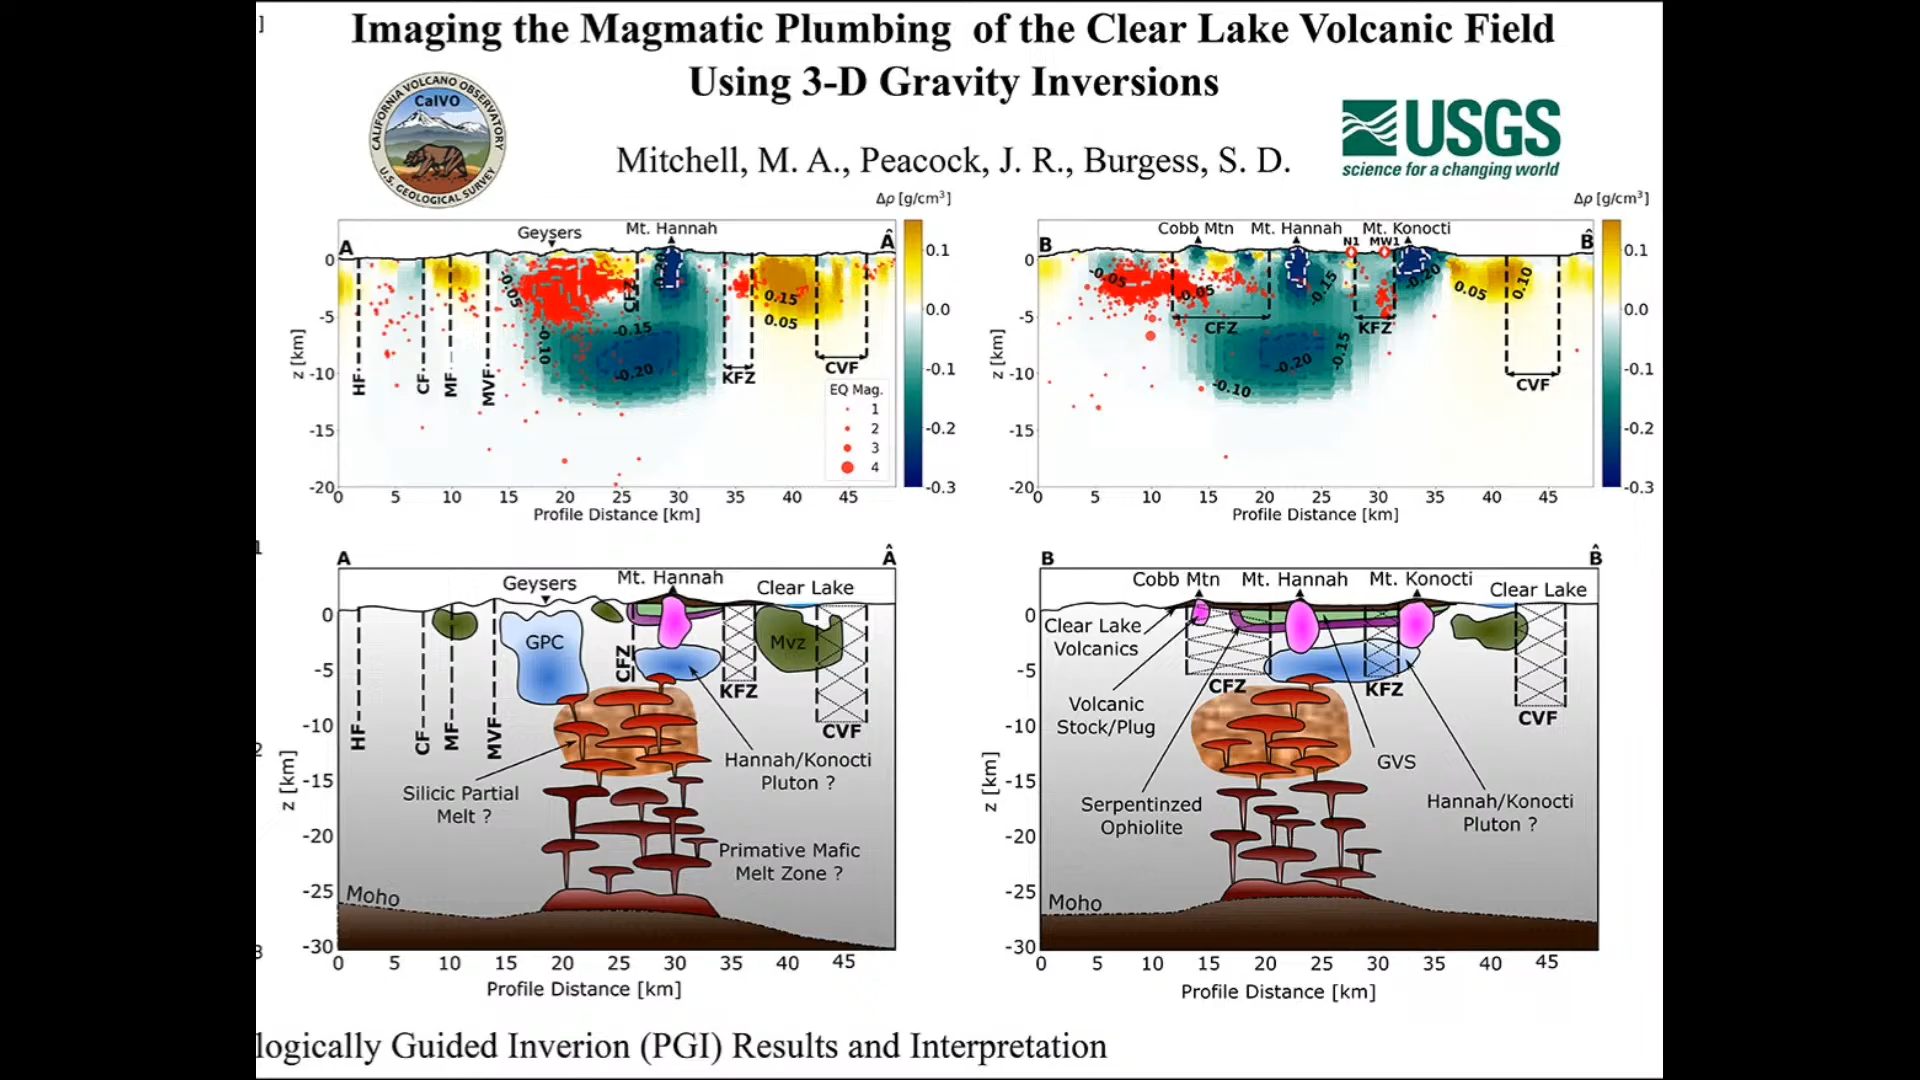 ]
Imaging the Magmatic Plumbing of the Clear Lake Volcanic Field
Using 3-D Gravity Inversions
CALIFORNIA VOLCANO OBSERVATORY
CalVO
U.S. GEOLOGICAL SURVEY
Mitchell, M. A., Peacock, J. R., Burgess, S. D.
USGS
science for a changing world
Δρ [g/cm³]
A
Geysers
Mt. Hannah
Â
0.1
0.0
-0.1
-0.2
-0.3
0
-5
-10
-15
-20
z [km]
-0.05
-0.10
-0.15
-0.20
-0.20
0.15
0.05
HF
CF
MF
MVF
CFZ
KFZ
CVF
EQ Mag.
1
2
3
4
0 5 10 15 20 25 30 35 40 45
Profile Distance [km]
Δρ [g/cm³]
B
Cobb Mtn
Mt. Hannah
N1
MW1
Mt. Konocti
B̂
0.1
0.0
-0.1
-0.2
-0.3
0
-5
-10
-15
-20
z [km]
-0.05
-0.05
-0.15
-0.20
0.05
0.10
-0.15
-0.20
-0.10
CFZ
KFZ
CVF
0 5 10 15 20 25 30 35 40 45
Profile Distance [km]
1
2
3
A
Geysers
Mt. Hannah
Clear Lake
Â
0
-5
-10
-15
-20
-25
-30
z [km]
GPC
Mvz
HF
CF
MF
MVF
CFZ
KFZ
CVF
Hannah/Konocti
Pluton ?
Silicic Partial
Melt ?
Primative Mafic
Melt Zone ?
Moho
0 5 10 15 20 25 30 35 40 45
Profile Distance [km]
B
Cobb Mtn
Mt. Hannah
Mt. Konocti
Clear Lake
B̂
0
-5
-10
-15
-20
-25
-30
z [km]
Clear Lake
Volcanics
CFZ
KFZ
CVF
Volcanic
Stock/Plug
GVS
Serpentinzed
Ophiolite
Hannah/Konocti
Pluton ?
Moho
0 5 10 15 20 25 30 35 40 45
Profile Distance [km]
logically Guided Inverion (PGI) Results and Interpretation